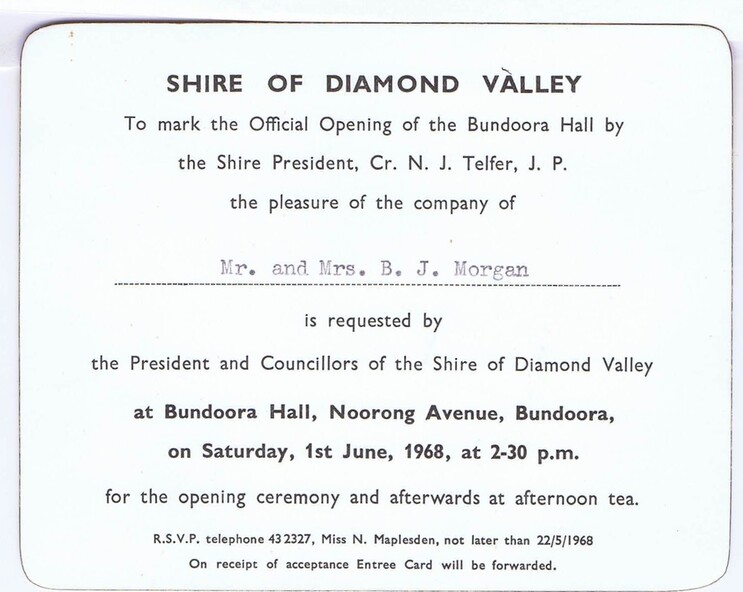 SHIRE OF DIAMOND VALLEY
To mark the Official Opening of the Bundoora Hall by
the Shire President, Cr. N. J. Telfer, J. P.
the pleasure of the company of
Mr. and Mrs. B. J. Morgan
is requested by
the President and Councillors of the Shire of Diamond Valley
at Bundoora Hall, Noorong Avenue, Bundoora,
on Saturday, 1st June, 1968, at 2-30 p.m.
for the opening ceremony and afterwards at afternoon tea.
R.S.V.P. telephone 43 2327, Miss N. Maplesden, not later than 22/5/1968
On receipt of acceptance Entree Card will be forwarded.